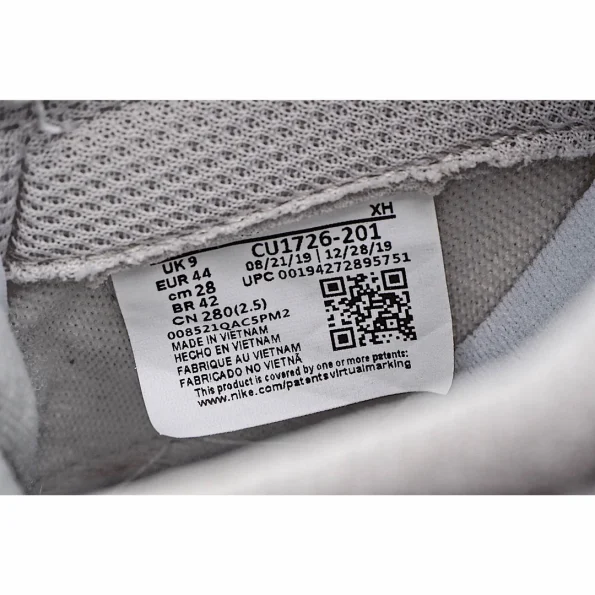 XH
UK 9 CU1726-201
EUR 44 08/21/19 12/28/19
cm 28 UPC 00194272895751
BR 42
CN 280(2.5)
008521QAC5PM2
MADE IN VIETNAM
HECHO EN VIETNAM
FABRIQUE AU VIETNAM
FABRICADO NO VIETNÃ
This product is covered by one or more patents:
www.nike.com/patentsvirtualmarking